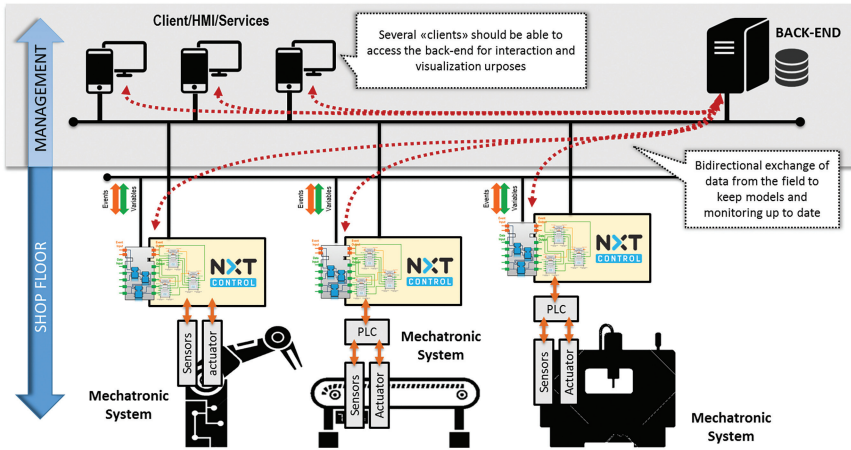 Client/HMI/Services
Several «clients» should be able to
access the back-end for interaction and
visualization urposes
BACK-END
MANAGEMENT
SHOP FLOOR
Bidirectional exchange of
data from the field to
keep models and
monitoring up to date
Events
Variables
Events
Variables
Events
Variables
NXT
CONTROL
NXT
CONTROL
NXT
CONTROL
PLC
PLC
Sensors
actuator
Sensors
Actuator
Sensors
Actuator
Mechatronic
System
Mechatronic
System
Mechatronic
System